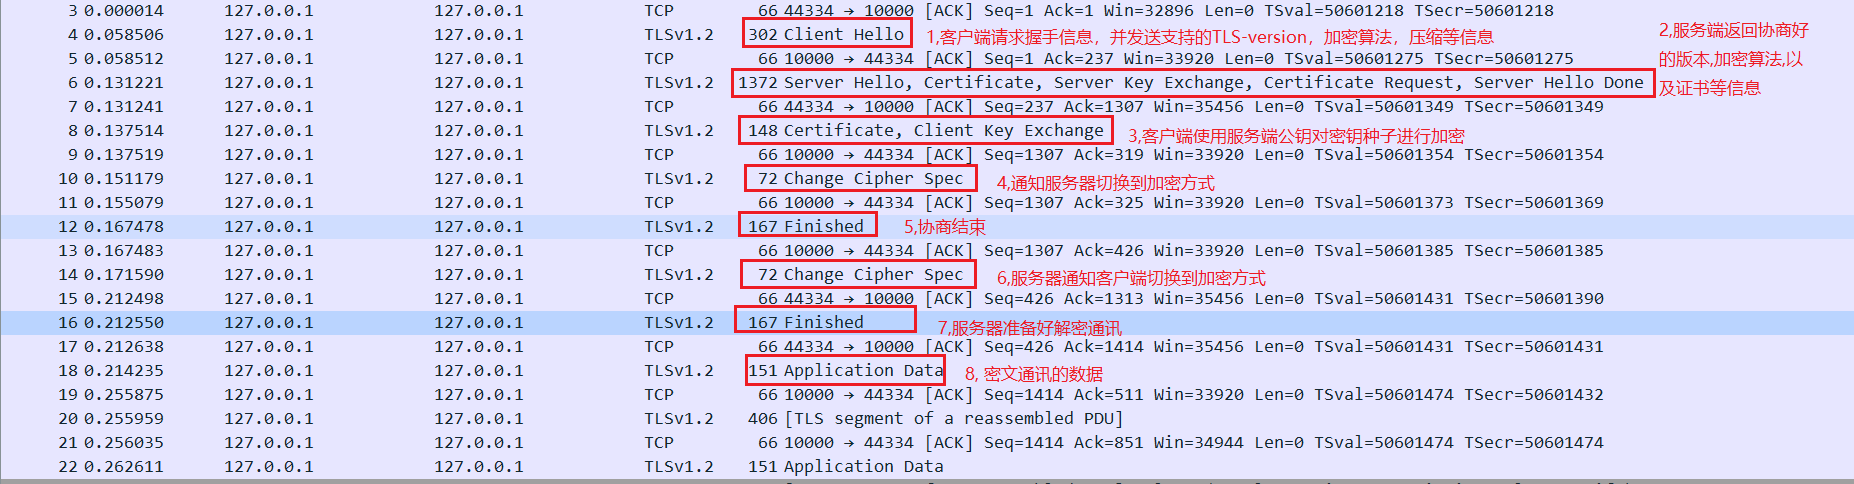 3 0.000014 127.0.0.1 127.0.0.1 TCP 66 44334 → 10000 [ACK] Seq=1 Ack=1 Win=32896 Len=0 TSval=50601218 TSecr=50601218
4 0.058506 127.0.0.1 127.0.0.1 TLSv1.2 302 Client Hello
1,客户端请求握手信息，并发送支持的TLS-version，加密算法，压缩等信息
2,服务端返回协商好
的版本,加密算法,以
及证书等信息
5 0.058512 127.0.0.1 127.0.0.1 TCP 66 10000 → 44334 [ACK] Seq=1 Ack=237 Win=33920 Len=0 TSval=50601275 TSecr=50601275
6 0.131221 127.0.0.1 127.0.0.1 TLSv1.2 1372 Server Hello, Certificate, Server Key Exchange, Certificate Request, Server Hello Done
7 0.131241 127.0.0.1 127.0.0.1 TCP 66 44334 → 10000 [ACK] Seq=237 Ack=1307 Win=35456 Len=0 TSval=50601349 TSecr=50601349
8 0.137514 127.0.0.1 127.0.0.1 TLSv1.2 148 Certificate, Client Key Exchange
3,客户端使用服务端公钥对密钥种子进行加密
9 0.137519 127.0.0.1 127.0.0.1 TCP 66 10000 → 44334 [ACK] Seq=1307 Ack=319 Win=33920 Len=0 TSval=50601354 TSecr=50601354
10 0.151179 127.0.0.1 127.0.0.1 TLSv1.2 72 Change Cipher Spec
4,通知服务器切换到加密方式
11 0.155079 127.0.0.1 127.0.0.1 TCP 66 10000 → 44334 [ACK] Seq=1307 Ack=325 Win=33920 Len=0 TSval=50601373 TSecr=50601369
12 0.167478 127.0.0.1 127.0.0.1 TLSv1.2 167 Finished
5,协商结束
13 0.167483 127.0.0.1 127.0.0.1 TCP 66 10000 → 44334 [ACK] Seq=1307 Ack=426 Win=33920 Len=0 TSval=50601385 TSecr=50601385
14 0.171590 127.0.0.1 127.0.0.1 TLSv1.2 72 Change Cipher Spec
6,服务器通知客户端切换到加密方式
15 0.212498 127.0.0.1 127.0.0.1 TCP 66 44334 → 10000 [ACK] Seq=426 Ack=1313 Win=35456 Len=0 TSval=50601431 TSecr=50601390
16 0.212550 127.0.0.1 127.0.0.1 TLSv1.2 167 Finished
7,服务器准备好解密通讯
17 0.212638 127.0.0.1 127.0.0.1 TCP 66 44334 → 10000 [ACK] Seq=426 Ack=1414 Win=35456 Len=0 TSval=50601431 TSecr=50601431
18 0.214235 127.0.0.1 127.0.0.1 TLSv1.2 151 Application Data
8, 密文通讯的数据
19 0.255875 127.0.0.1 127.0.0.1 TCP 66 10000 → 44334 [ACK] Seq=1414 Ack=511 Win=33920 Len=0 TSval=50601474 TSecr=50601432
20 0.255959 127.0.0.1 127.0.0.1 TLSv1.2 406 [TLS segment of a reassembled PDU]
21 0.256035 127.0.0.1 127.0.0.1 TCP 66 10000 → 44334 [ACK] Seq=1414 Ack=851 Win=34944 Len=0 TSval=50601474 TSecr=50601474
22 0.262611 127.0.0.1 127.0.0.1 TLSv1.2 151 Application Data